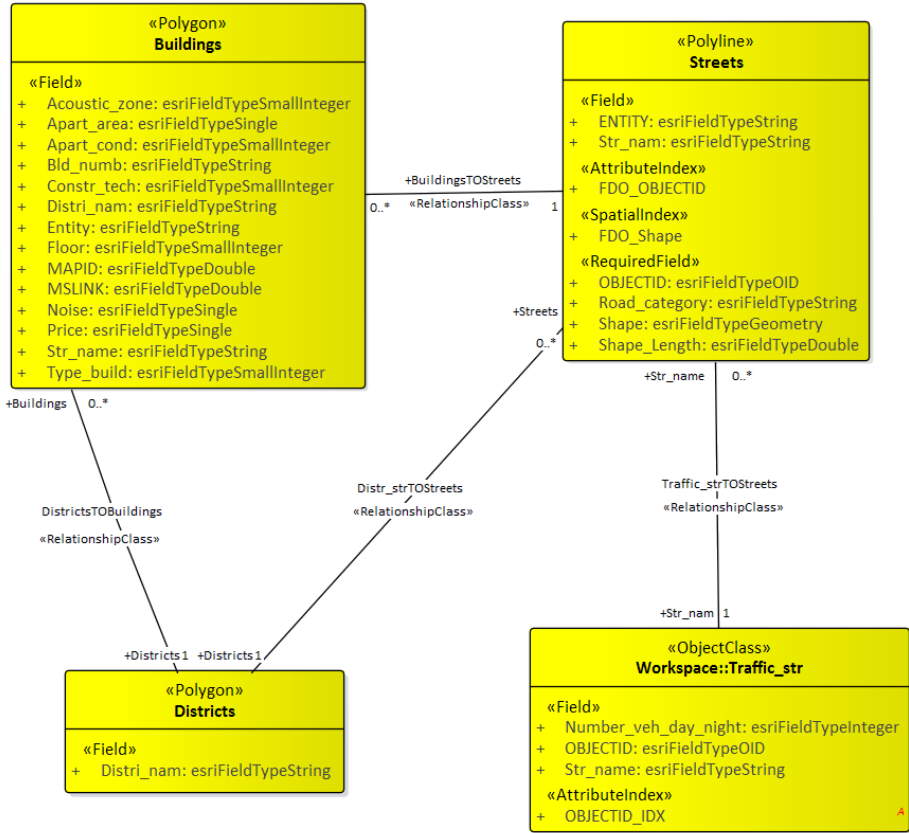 «Polygon»
Buildings
«Field»
+ Acoustic_zone: esriFieldTypeSmallInteger
+ Apart_area: esriFieldTypeSingle
+ Apart_cond: esriFieldTypeSmallInteger
+ Bld_numb: esriFieldTypeString
+ Constr_tech: esriFieldTypeSmallInteger
+ Distri_nam: esriFieldTypeString
+ Entity: esriFieldTypeString
+ Floor: esriFieldTypeSmallInteger
+ MAPID: esriFieldTypeDouble
+ MSLINK: esriFieldTypeDouble
+ Noise: esriFieldTypeSingle
+ Price: esriFieldTypeSingle
+ Str_name: esriFieldTypeString
+ Type_build: esriFieldTypeSmallInteger
+BuildingsTOStreets
0..* «RelationshipClass» 1
«Polyline»
Streets
«Field»
+ ENTITY: esriFieldTypeString
+ Str_nam: esriFieldTypeString
«AttributeIndex»
+ FDO_OBJECTID
«SpatialIndex»
+ FDO_Shape
«RequiredField»
+ OBJECTID: esriFieldTypeOID
+ Road_category: esriFieldTypeString
+ Shape: esriFieldTypeGeometry
+ Shape_Length: esriFieldTypeDouble
+Streets
0..*
+Str_name 0..*
+Buildings 0..*
DistrictsTOBuildings
«RelationshipClass»
Distr_strTOStreets
«RelationshipClass»
Traffic_strTOStreets
«RelationshipClass»
+Districts 1 +Districts 1
+Str_nam 1
«Polygon»
Districts
«Field»
+ Distri_nam: esriFieldTypeString
«ObjectClass»
Workspace::Traffic_str
«Field»
+ Number_veh_day_night: esriFieldTypeInteger
+ OBJECTID: esriFieldTypeOID
+ Str_name: esriFieldTypeString
«AttributeIndex»
+ OBJECTID_IDX
A